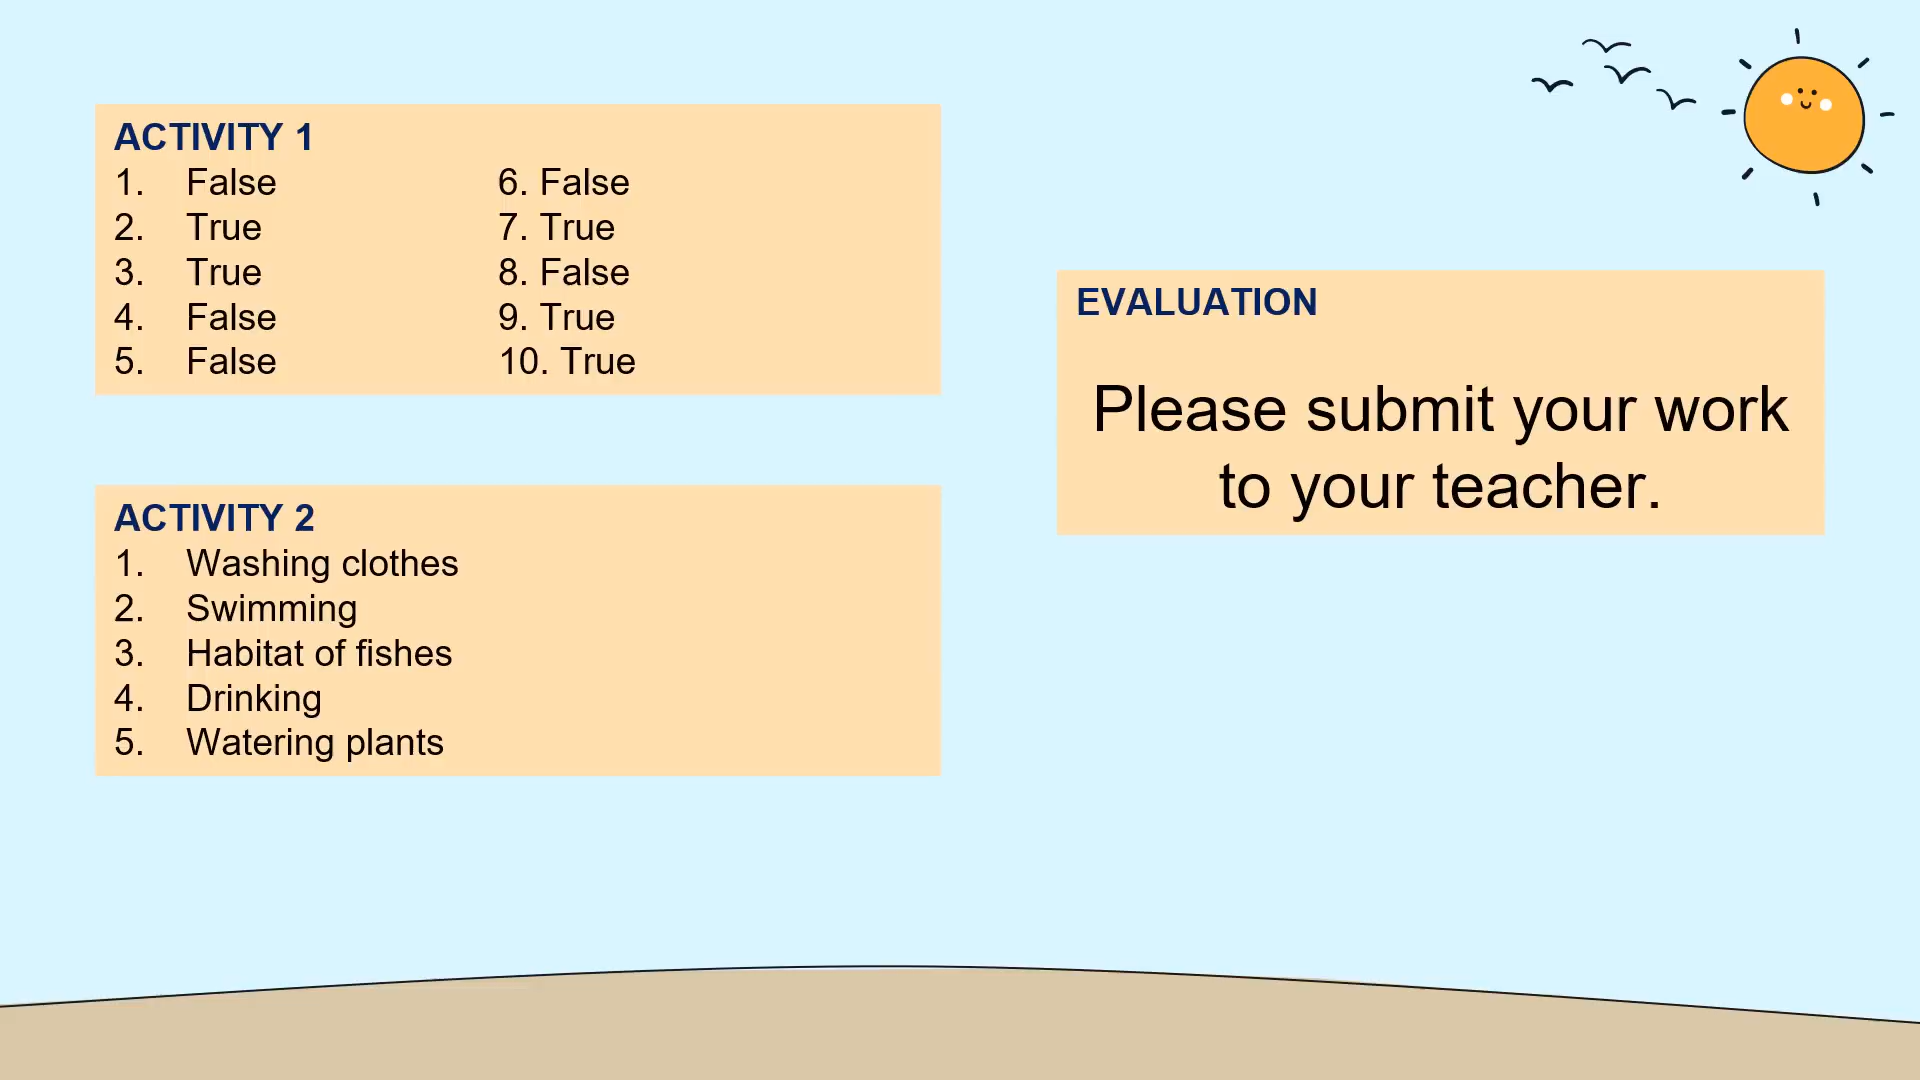 ACTIVITY 1
1. False 6. False
2. True 7. True
3. True 8. False
4. False 9. True
5. False 10. True
ACTIVITY 2
1. Washing clothes
2. Swimming
3. Habitat of fishes
4. Drinking
5. Watering plants
EVALUATION
Please submit your work
to your teacher.